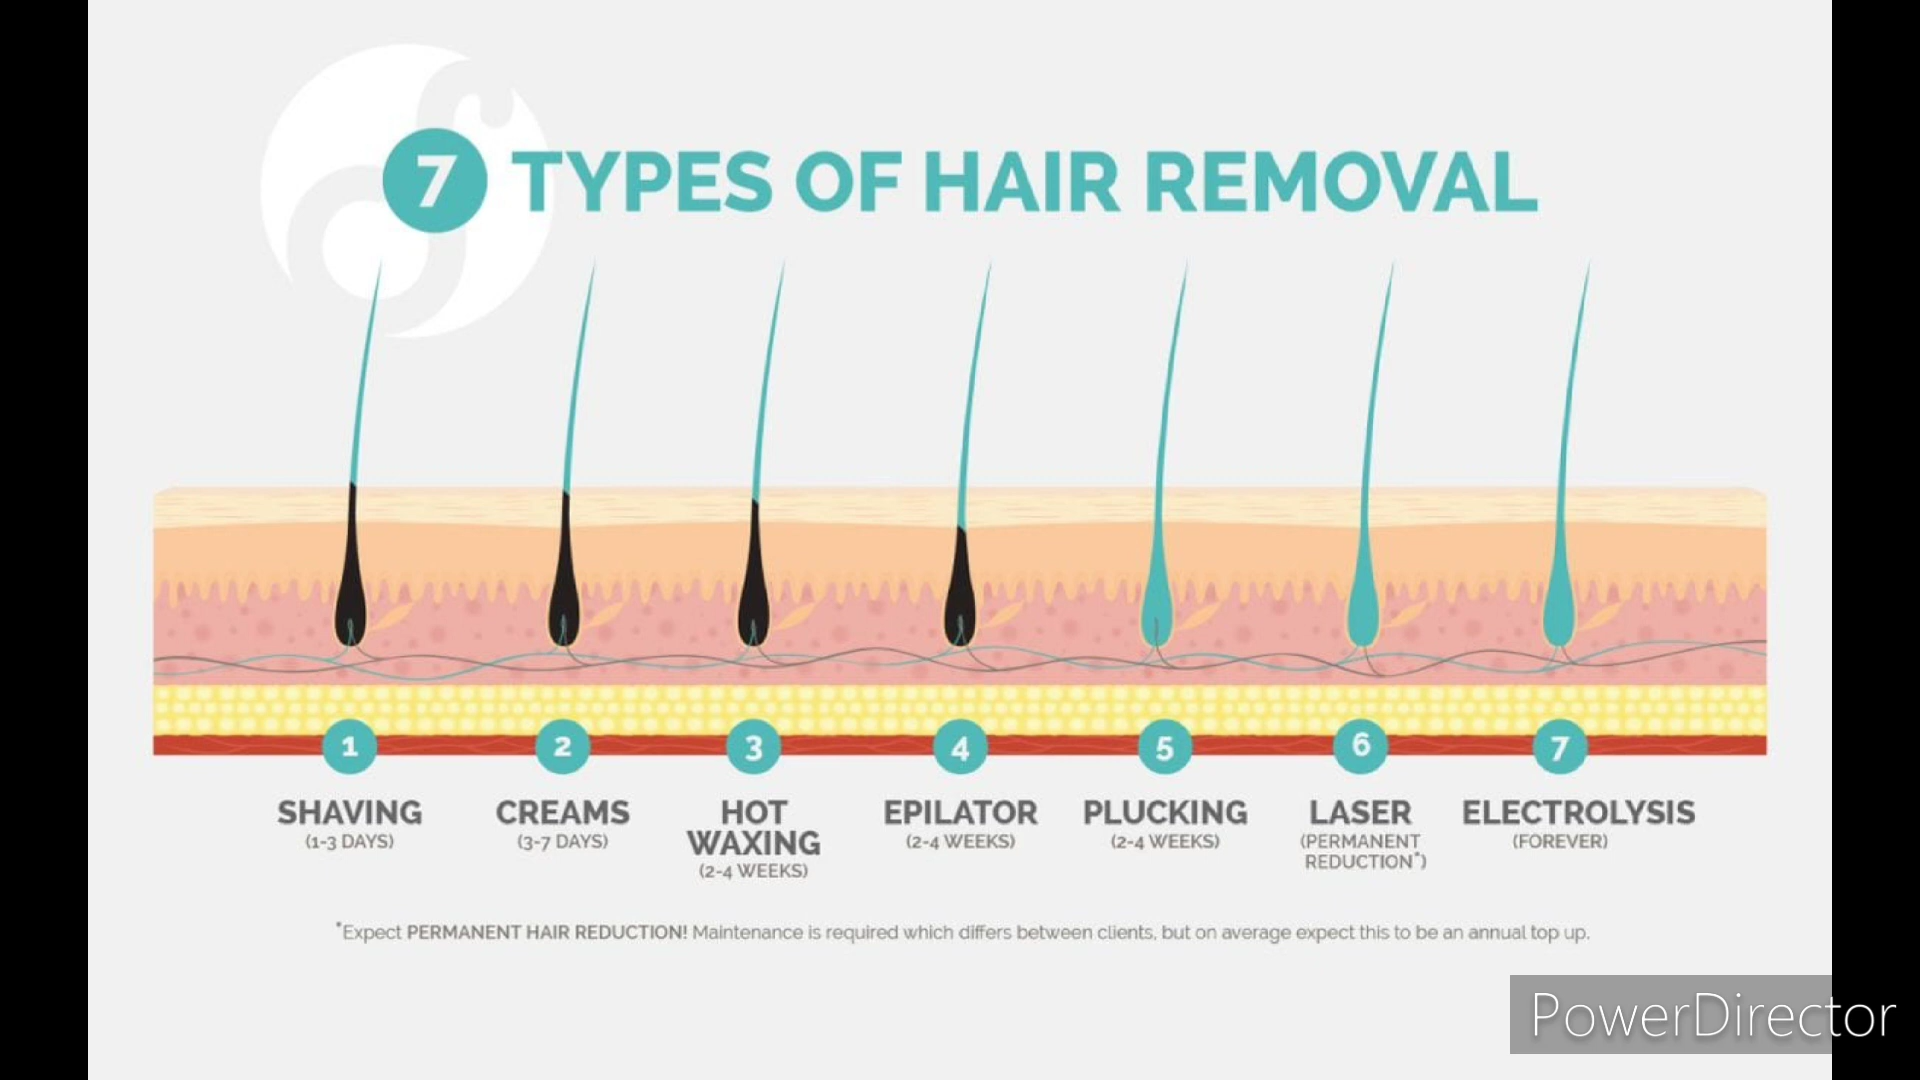 7 TYPES OF HAIR REMOVAL
1 2 3 4 5 6 7
SHAVING
(1-3 DAYS)
CREAMS
(3-7 DAYS)
HOT
WAXING
(2-4 WEEKS)
EPILATOR
(2-4 WEEKS)
PLUCKING
(2-4 WEEKS)
LASER
(PERMANENT
REDUCTION*)
ELECTROLYSIS
(FOREVER)
*Expect PERMANENT HAIR REDUCTION! Maintenance is required which differs between clients, but on average expect this to be an annual top up.
PowerDirector